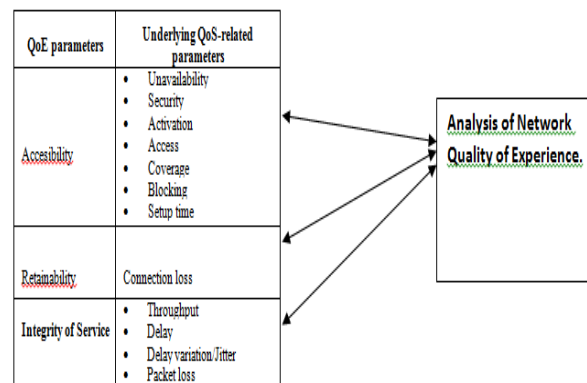 QoE parameters
Underlying QoS-related
parameters
Accesibility
• Unavailability
• Security
• Activation
• Access
• Coverage
• Blocking
• Setup time
Retainability
Connection loss
Integrity of Service
• Throughput
• Delay
• Delay variation/Jitter
• Packet loss
Analysis of Network
Quality of Experience.